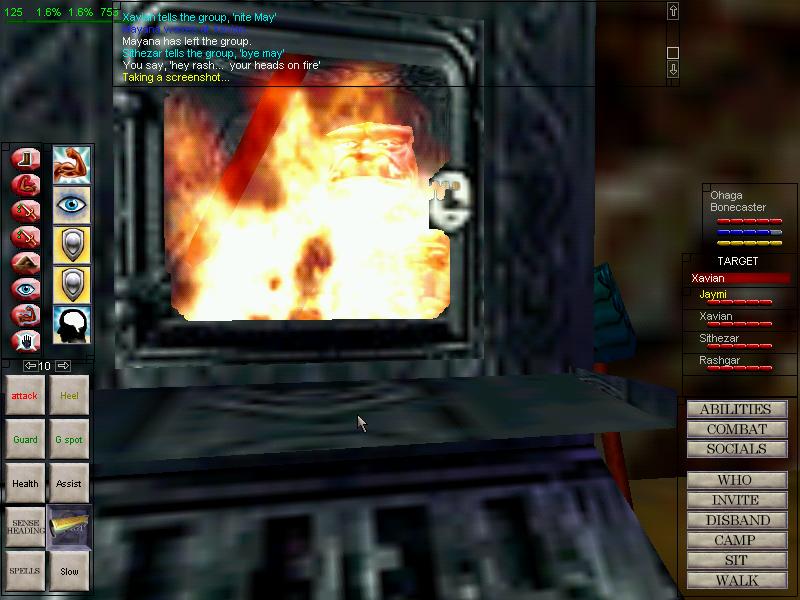 125 1.6% 1.6% 753
Xavian tells the group, 'nite May'
Mayana has left the group.
Sithezar tells the group, 'bye may'
You say, 'hey rash... your heads on fire'
Taking a screenshot...
Ohaga
Bonecaster
TARGET
Xavian
Jaymi
Xavian
Sithezar
Rashgar
10
attack
Heel
Guard
G spot
Health
Assist
SENSE
HEADING
SPELLS
Slow
ABILITIES
COMBAT
SOCIALS
WHO
INVITE
DISBAND
CAMP
SIT
WALK